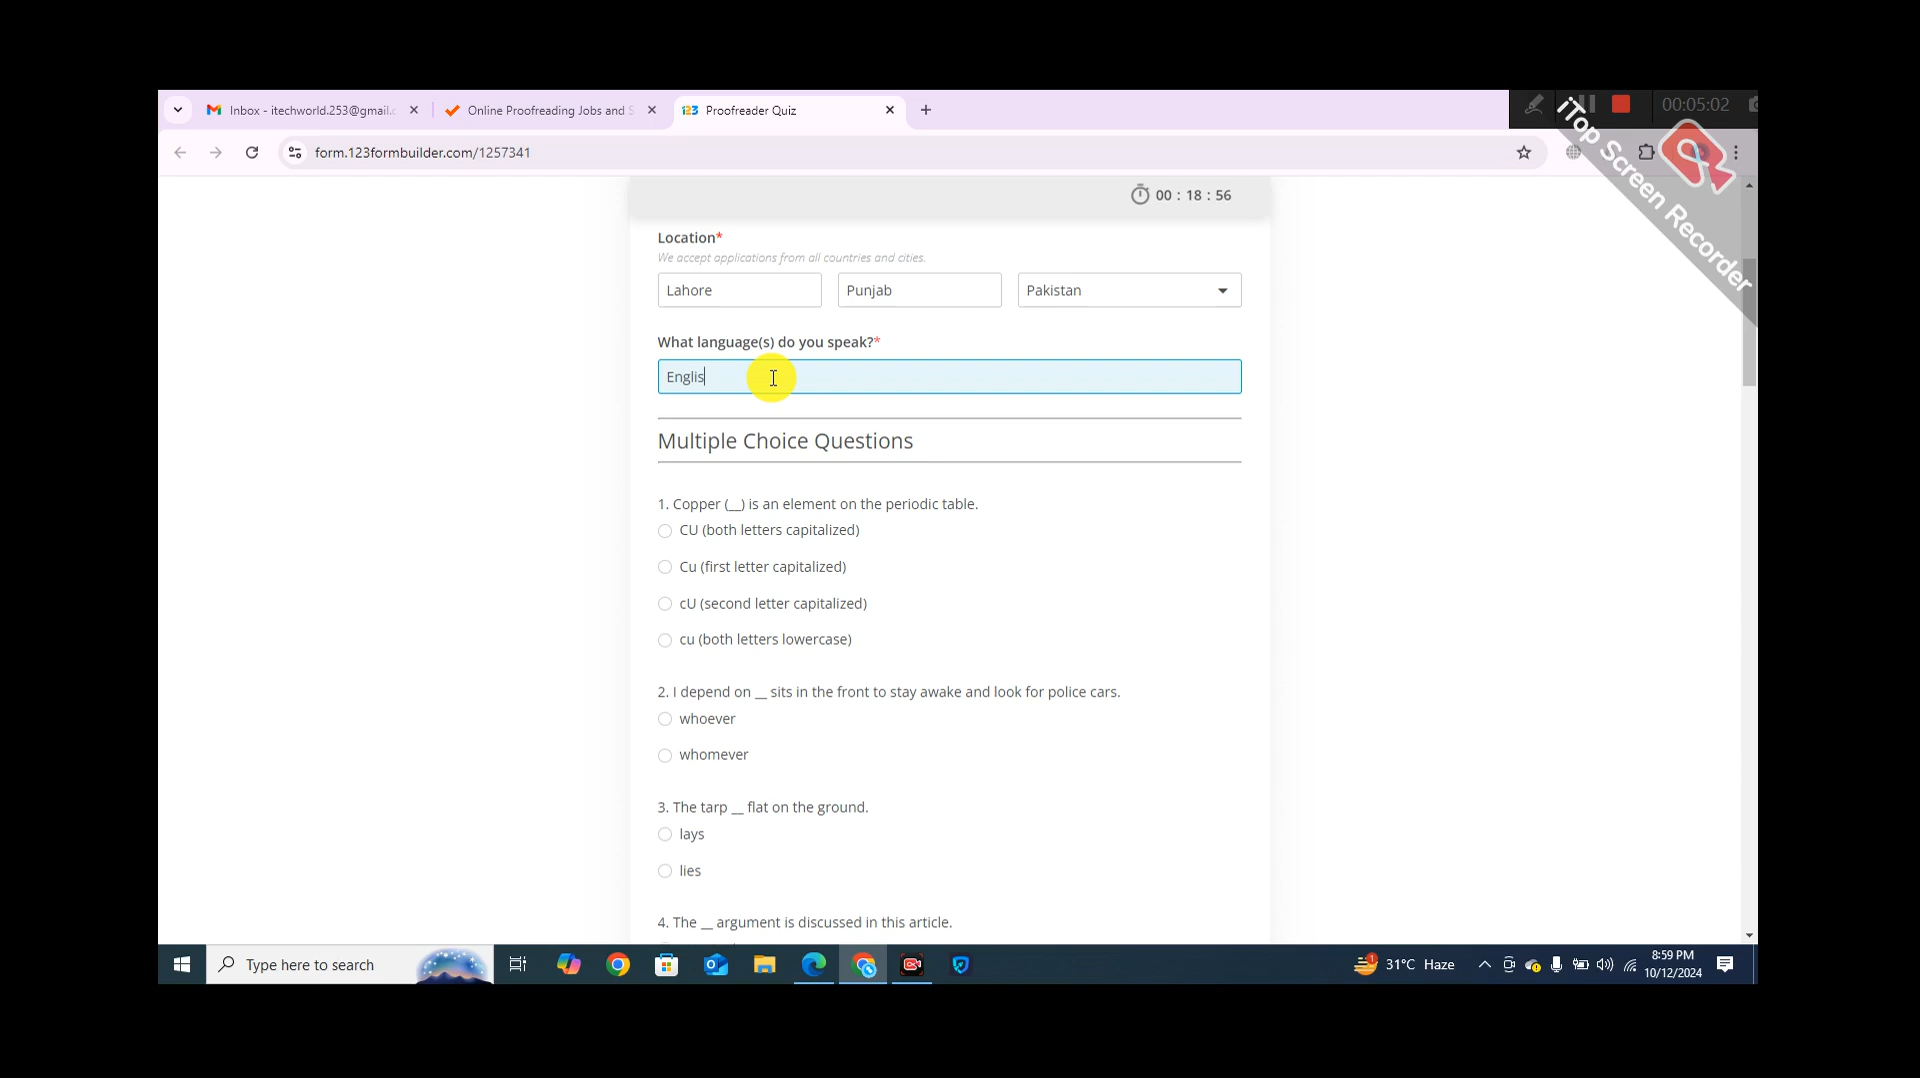 Inbox - itechworld.253@gmail.c
Online Proofreading Jobs and S
123 Proofreader Quiz
00:05:02
form.123formbuilder.com/1257341
iTop Screen Recorder
00 : 18 : 56
Location*
We accept applications from all countries and cities.
Lahore Punjab Pakistan
What language(s) do you speak?*
Englis
Multiple Choice Questions
1. Copper (__) is an element on the periodic table.
CU (both letters capitalized)
Cu (first letter capitalized)
cU (second letter capitalized)
cu (both letters lowercase)
2. I depend on __ sits in the front to stay awake and look for police cars.
whoever
whomever
3. The tarp __ flat on the ground.
lays
lies
4. The __ argument is discussed in this article.
Type here to search
31°C Haze
8:59 PM
10/12/2024